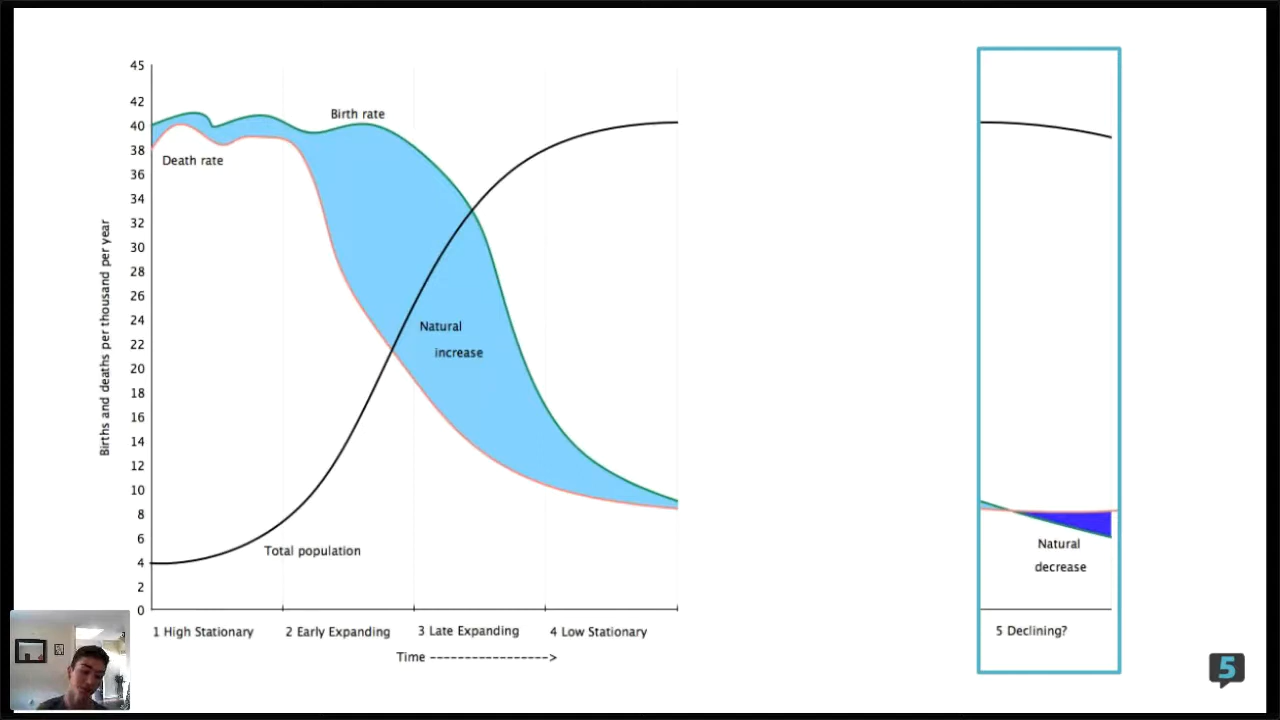 45
42
40
38
36
34
32
30
28
26
24
22
20
18
16
14
12
10
8
6
4
2
0
Births and deaths per thousand per year
Birth rate
Death rate
Natural
increase
Total population
1 High Stationary
2 Early Expanding
3 Late Expanding
4 Low Stationary
Time ------------------>
Natural
decrease
5 Declining?
5